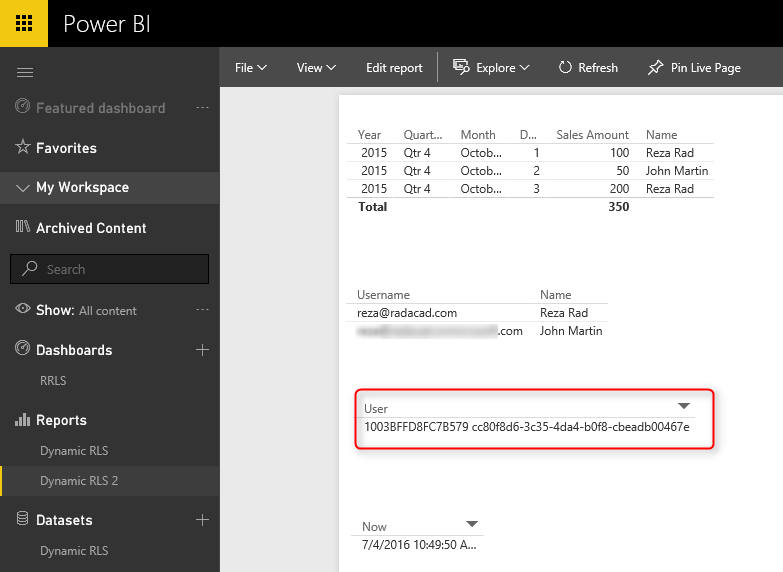 Power BI
File View Edit report Explore Refresh Pin Live Page
Featured dashboard ...
Favorites
My Workspace
Archived Content
Search
Show: All content ...
Dashboards +
RRLS
Reports
Dynamic RLS
Dynamic RLS 2
Datasets +
Dynamic RLS
Year Quart... Month D... Sales Amount Name
2015 Qtr 4 Octob... 1 100 Reza Rad
2015 Qtr 4 Octob... 2 50 John Martin
2015 Qtr 4 Octob... 3 200 Reza Rad
Total 350
Username Name
reza@radacad.com Reza Rad
.com John Martin
User
1003BFFD8FC7B579 cc80f8d6-3c35-4da4-b0f8-cbeadb00467e
Now
7/4/2016 10:49:50 A...